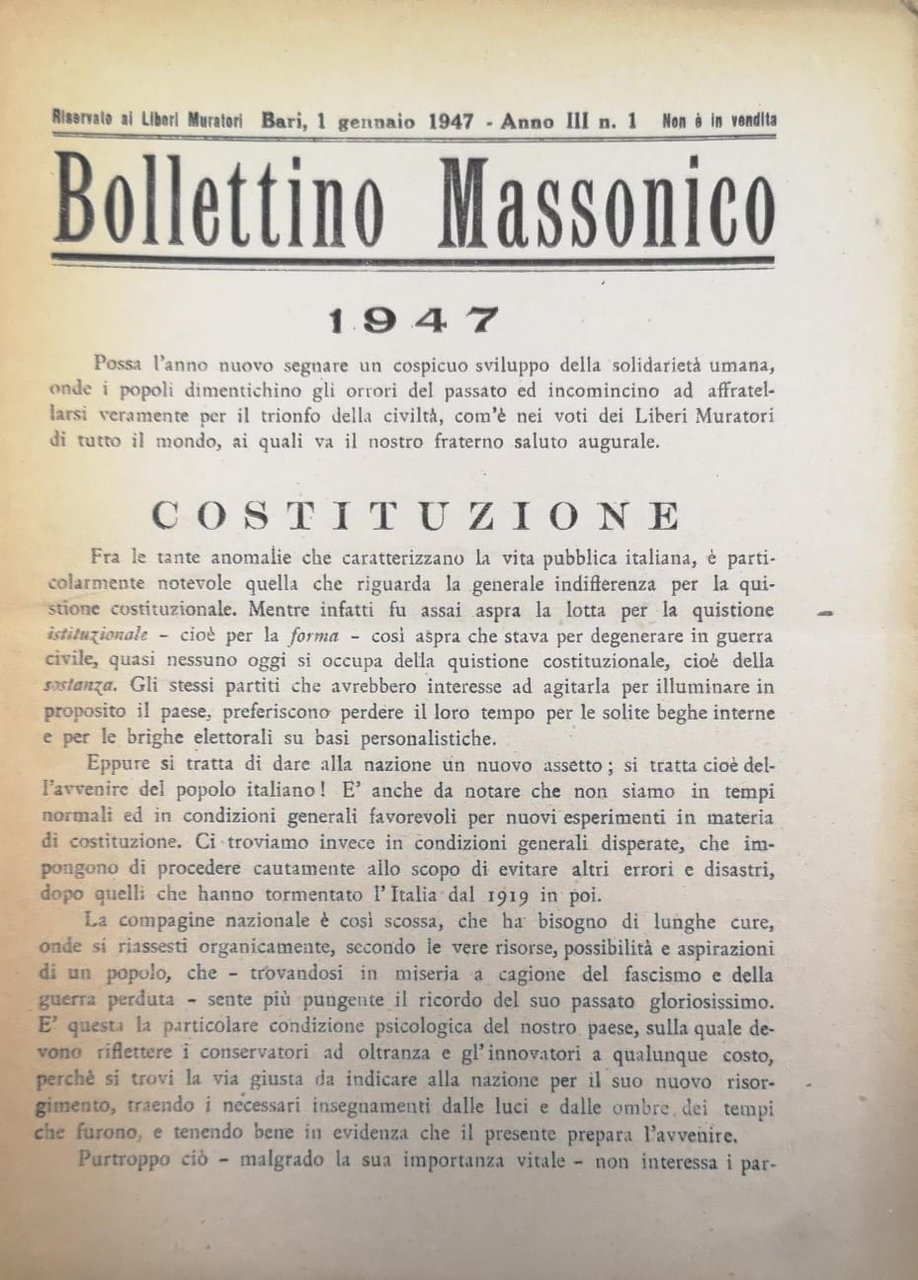 Riservato ai Liberi Muratori Bari, 1 gennaio 1947 - Anno III n. 1 Non è in vendita
Bollettino Massonico
1947
Possa l'anno nuovo segnare un cospicuo sviluppo della solidarietà umana,
onde i popoli dimentichino gli orrori del passato ed incomincino ad affratel-
larsi veramente per il trionfo della civiltà, com'è nei voti dei Liberi Muratori
di tutto il mondo, ai quali va il nostro fraterno saluto augurale.
COSTITUZIONE
Fra le tante anomalie che caratterizzano la vita pubblica italiana, è parti-
colarmente notevole quella che riguarda la generale indifferenza per la qui-
stione costituzionale. Mentre infatti fu assai aspra la lotta per la quistione
istituzionale - cioè per la forma - così aspra che stava per degenerare in guerra
civile, quasi nessuno oggi si occupa della quistione costituzionale, cioè della
sostanza. Gli stessi partiti che avrebbero interesse ad agitarla per illuminare in
proposito il paese, preferiscono perdere il loro tempo per le solite beghe interne
e per le brighe elettorali su basi personalistiche.
Eppure si tratta di dare alla nazione un nuovo assetto ; si tratta cioè del-
l'avvenire del popolo italiano ! E' anche da notare che non siamo in tempi
normali ed in condizioni generali favorevoli per nuovi esperimenti in materia
di costituzione. Ci troviamo invece in condizioni generali disperate, che im-
pongono di procedere cautamente allo scopo di evitare altri errori e disastri,
dopo quelli che hanno tormentato l'Italia dal 1919 in poi.
La compagine nazionale è così scossa, che ha bisogno di lunghe cure,
onde si riassesti organicamente, secondo le vere risorse, possibilità e aspirazioni
di un popolo, che - trovandosi in miseria a cagione del fascismo e della
guerra perduta - sente più pungente il ricordo del suo passato gloriosissimo.
E' questa la particolare condizione psicologica del nostro paese, sulla quale de-
vono riflettere i conservatori ad oltranza e gl'innovatori a qualunque costo,
perchè si trovi la via giusta da indicare alla nazione per il suo nuovo risor-
gimento, traendo i necessari insegnamenti dalle luci e dalle ombre dei tempi
che furono, e tenendo bene in evidenza che il presente prepara l'avvenire.
Purtroppo ciò - malgrado la sua importanza vitale - non interessa i par-